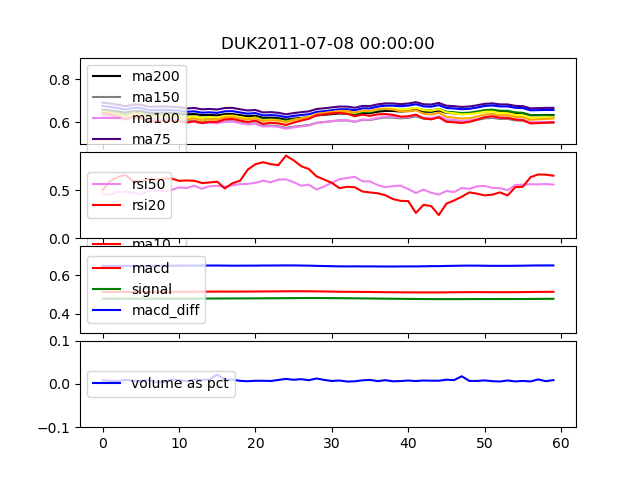 DUK2011-07-08 00:00:00
0.8
0.6
ma200
ma150
ma100
ma75
0.5
0.0
rsi50
rsi20
ma10
0.6
0.4
macd
signal
macd_diff
0.1
0.0
−0.1
volume as pct
0 10 20 30 40 50 60